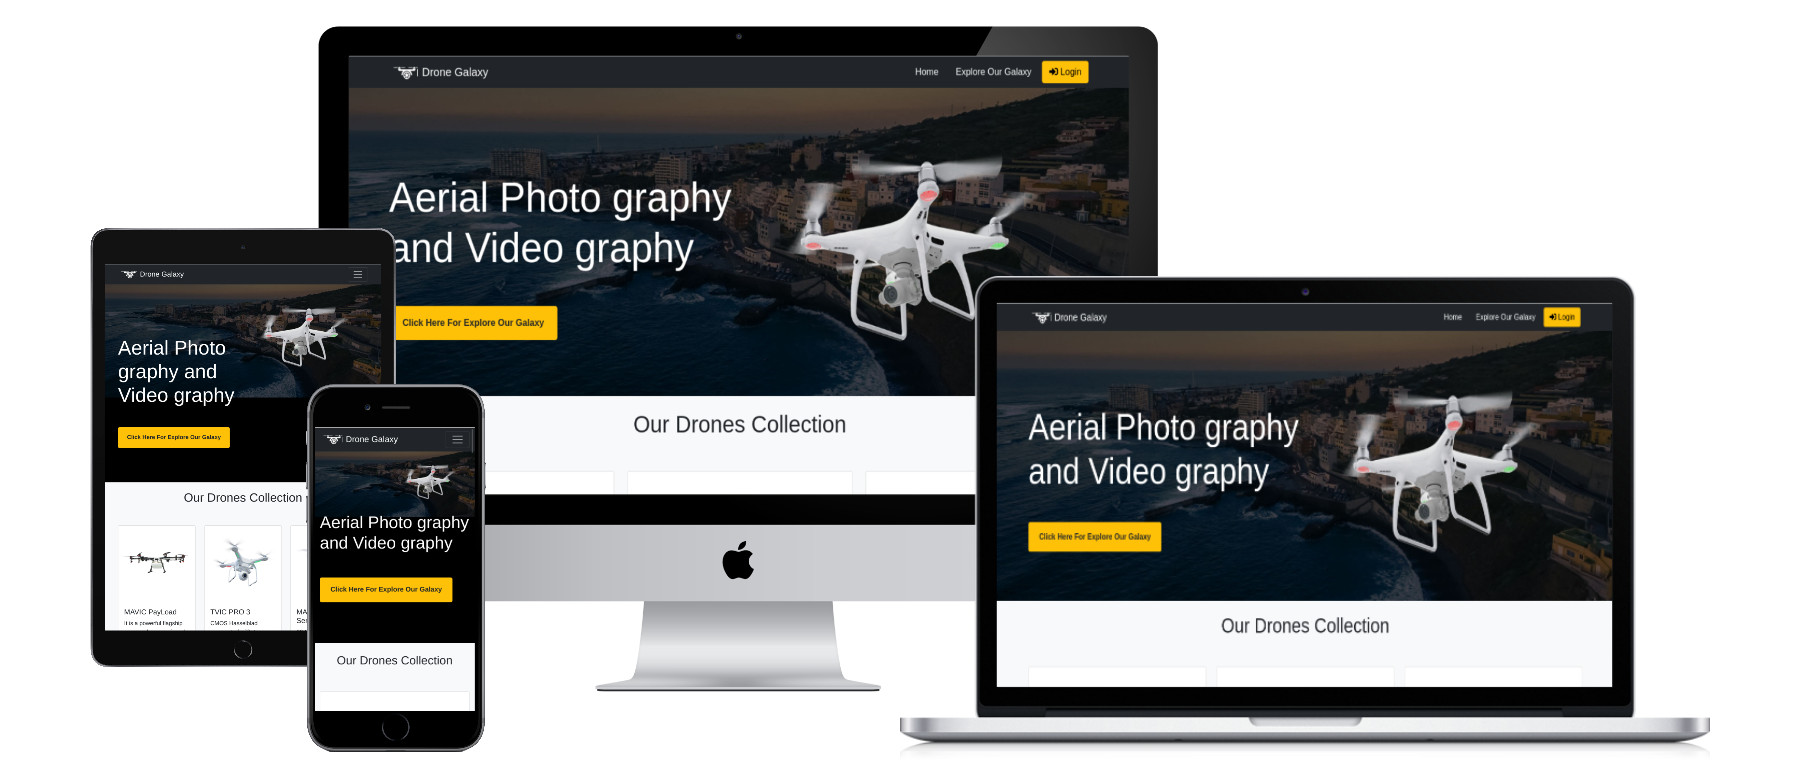 Drone Galaxy
Home Explore Our Galaxy Login
Aerial Photo graphy
and Video graphy
Click Here For Explore Our Galaxy
Our Drones Collection
Drone Galaxy
Aerial Photo
graphy and
Video graphy
Click Here For Explore Our Galaxy
Our Drones Collection
MAVIC PayLoad
It is a powerful flagship
TVIC PRO 3
CMOS Hasselblad
MA
Ser
Drone Galaxy
Aerial Photo graphy
and Video graphy
Click Here For Explore Our Galaxy
Our Drones Collection
Drone Galaxy
Home Explore Our Galaxy Login
Aerial Photo graphy
and Video graphy
Click Here For Explore Our Galaxy
Our Drones Collection